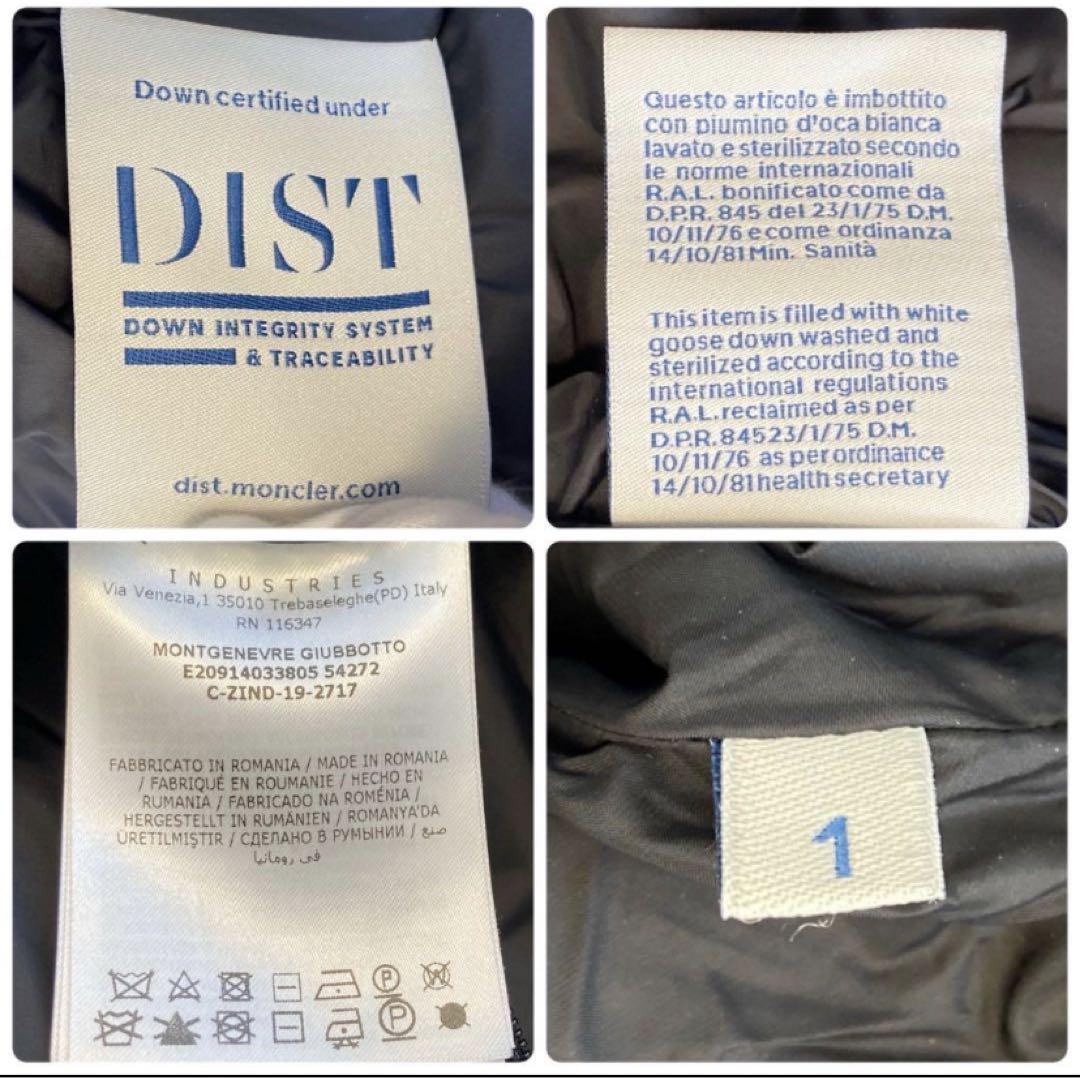 Down certified under
DIST
DOWN INTEGRITY SYSTEM
& TRACEABILITY
dist.moncler.com
Questo articolo è imbottito
con piumino d'oca bianca
lavato e sterilizzato secondo
le norme internazionali
R.A.L. bonificato come da
D.P.R. 845 del 23/1/75 D.M.
10/11/76 e come ordinanza
14/10/81 Min. Sanità
This item is filled with white
goose down washed and
sterilized according to the
international regulations
R.A.L. reclaimed as per
D.P.R. 845 23/1/75 D.M.
10/11/76 as per ordinance
14/10/81 health secretary
INDUSTRIES
Via Venezia,1 35010 Trebaseleghe(PD) Italy
RN 116347
MONTGENEVRE GIUBBOTTO
E20914033805 54272
C-ZIND-19-2717
FABBRICATO IN ROMANIA / MADE IN ROMANIA
/ FABRIQUÉ EN ROUMANIE / HECHO EN
RUMANIA / FABRICADO NA ROMÉNIA /
HERGESTELLT IN RUMÄNIEN / ROMANYA'DA
ÜRETILMIŞTIR / СДЕЛАНО В РУМЫНИИ / صنع
في رومانيا
P W
P
1